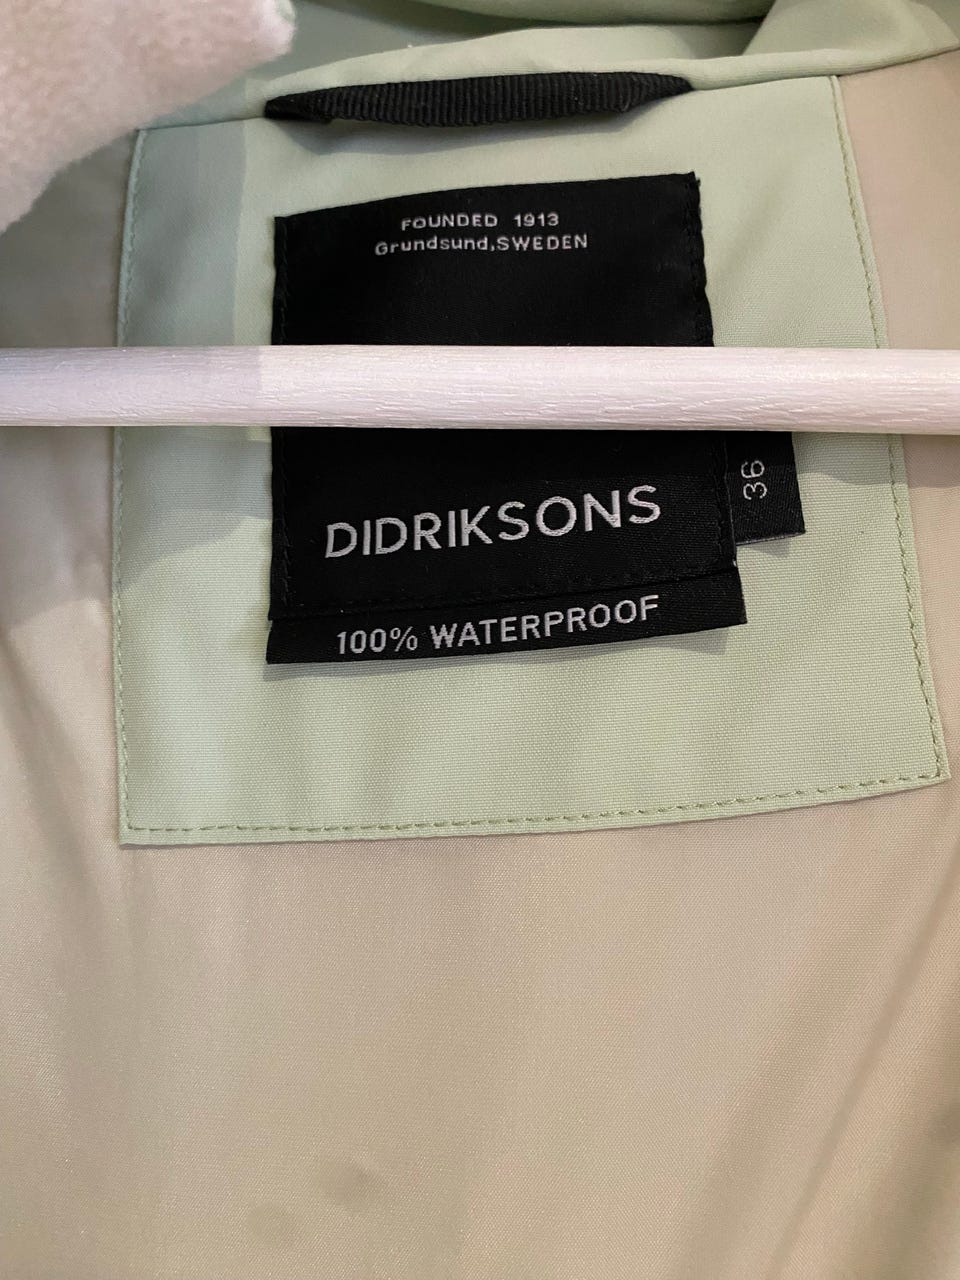 FOUNDED 1913
Grundsund, SWEDEN
DIDRIKSONS
36
100% WATERPROOF